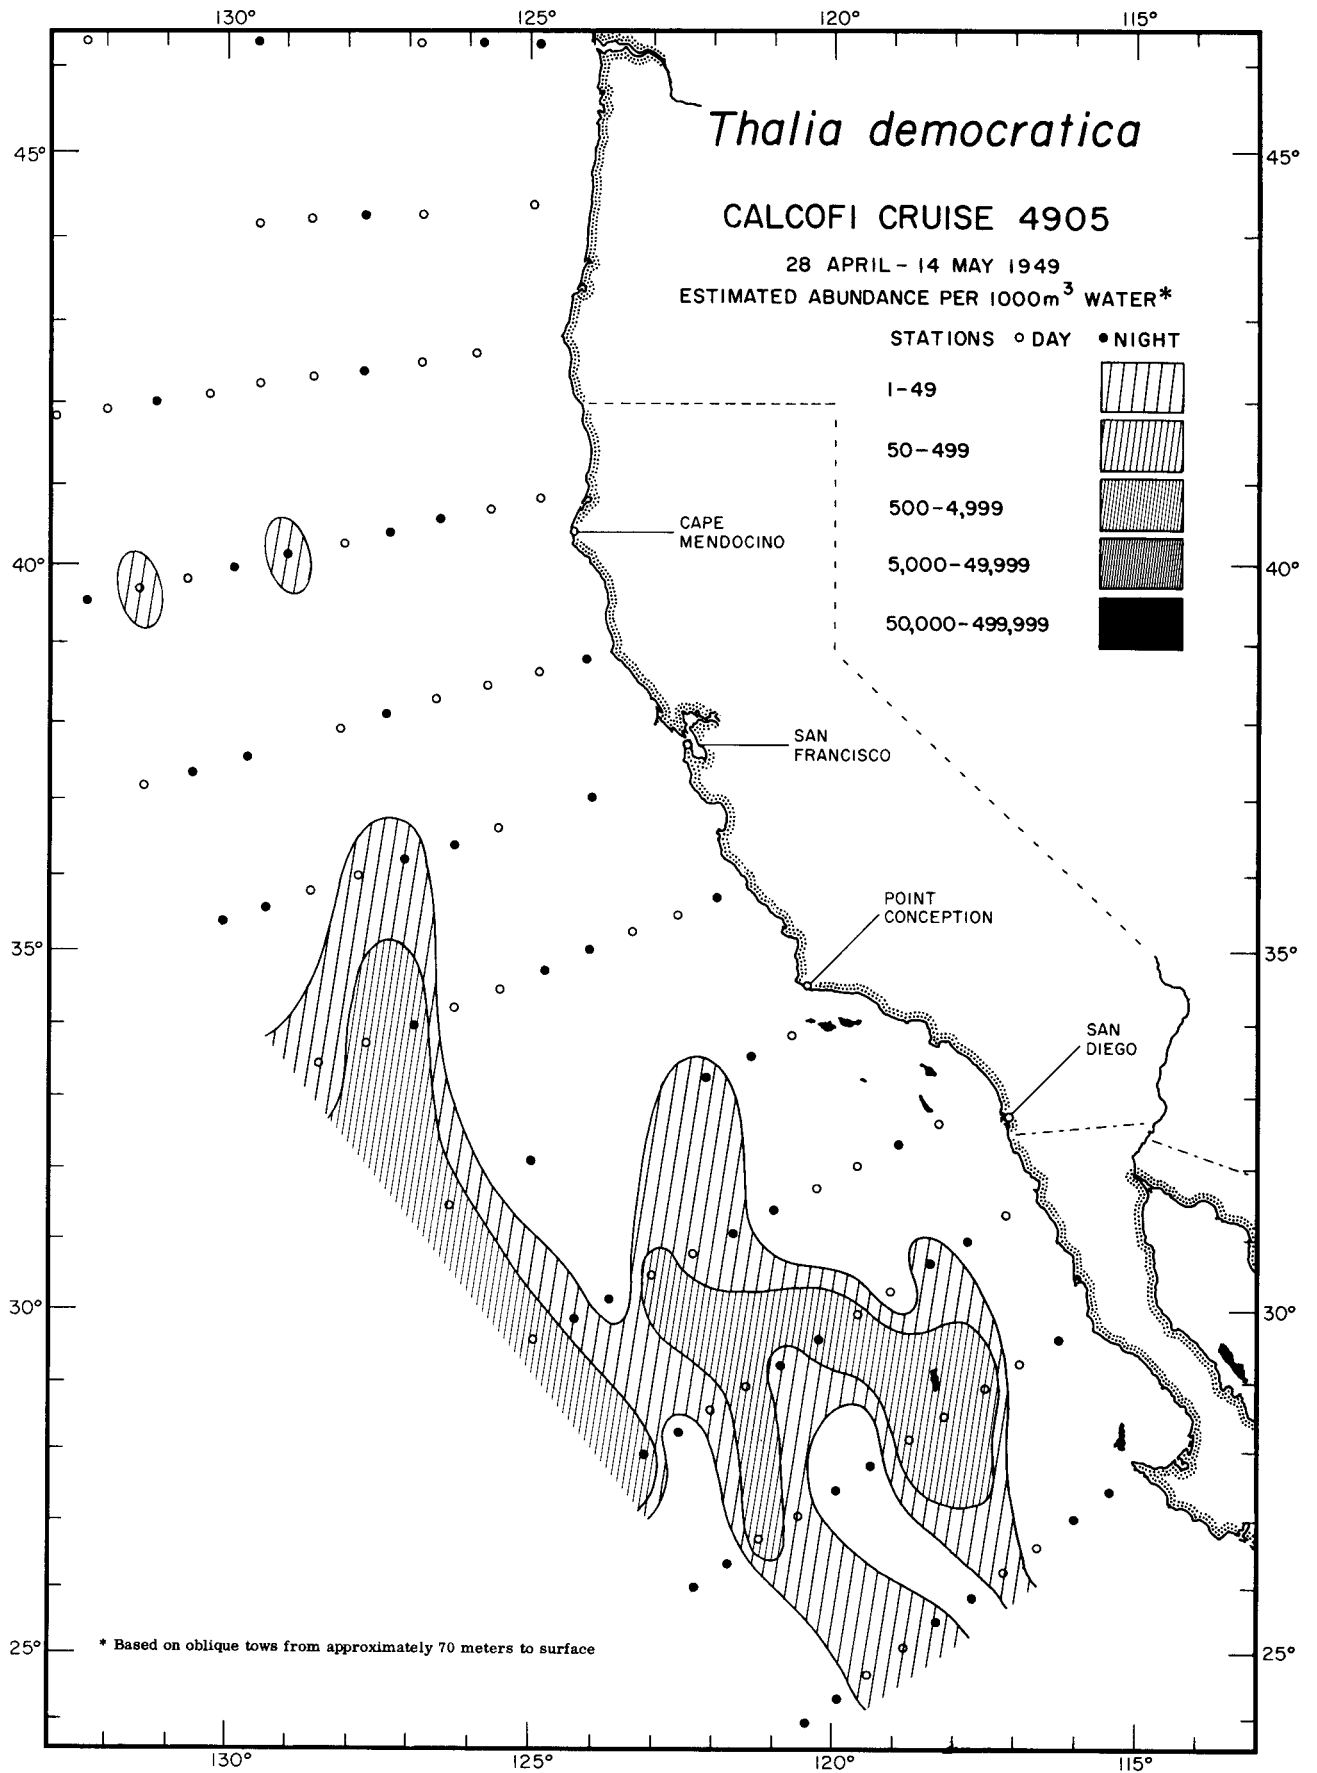 130°
125°
120°
115°
Thalia democratica
45°
45°
CALCOFI CRUISE 4905
28 APRIL – 14 MAY 1949
ESTIMATED ABUNDANCE PER 1000m³ WATER*
STATIONS ○ DAY ● NIGHT
1–49
50–499
500–4,999
5,000–49,999
50,000–499,999
CAPE
MENDOCINO
40°
40°
SAN
FRANCISCO
POINT
CONCEPTION
35°
35°
SAN
DIEGO
30°
30°
* Based on oblique tows from approximately 70 meters to surface
25°
25°
130°
125°
120°
115°